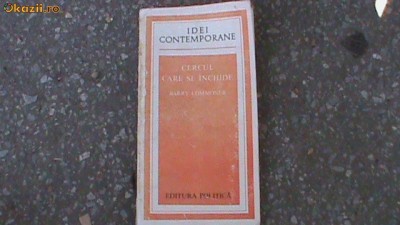 Okazii.ro
IDEI
CONTEMPORANE
CERCUL
CARE SE ÎNCHIDE
BARRY COMMONER
EDITURA POLITICĂ